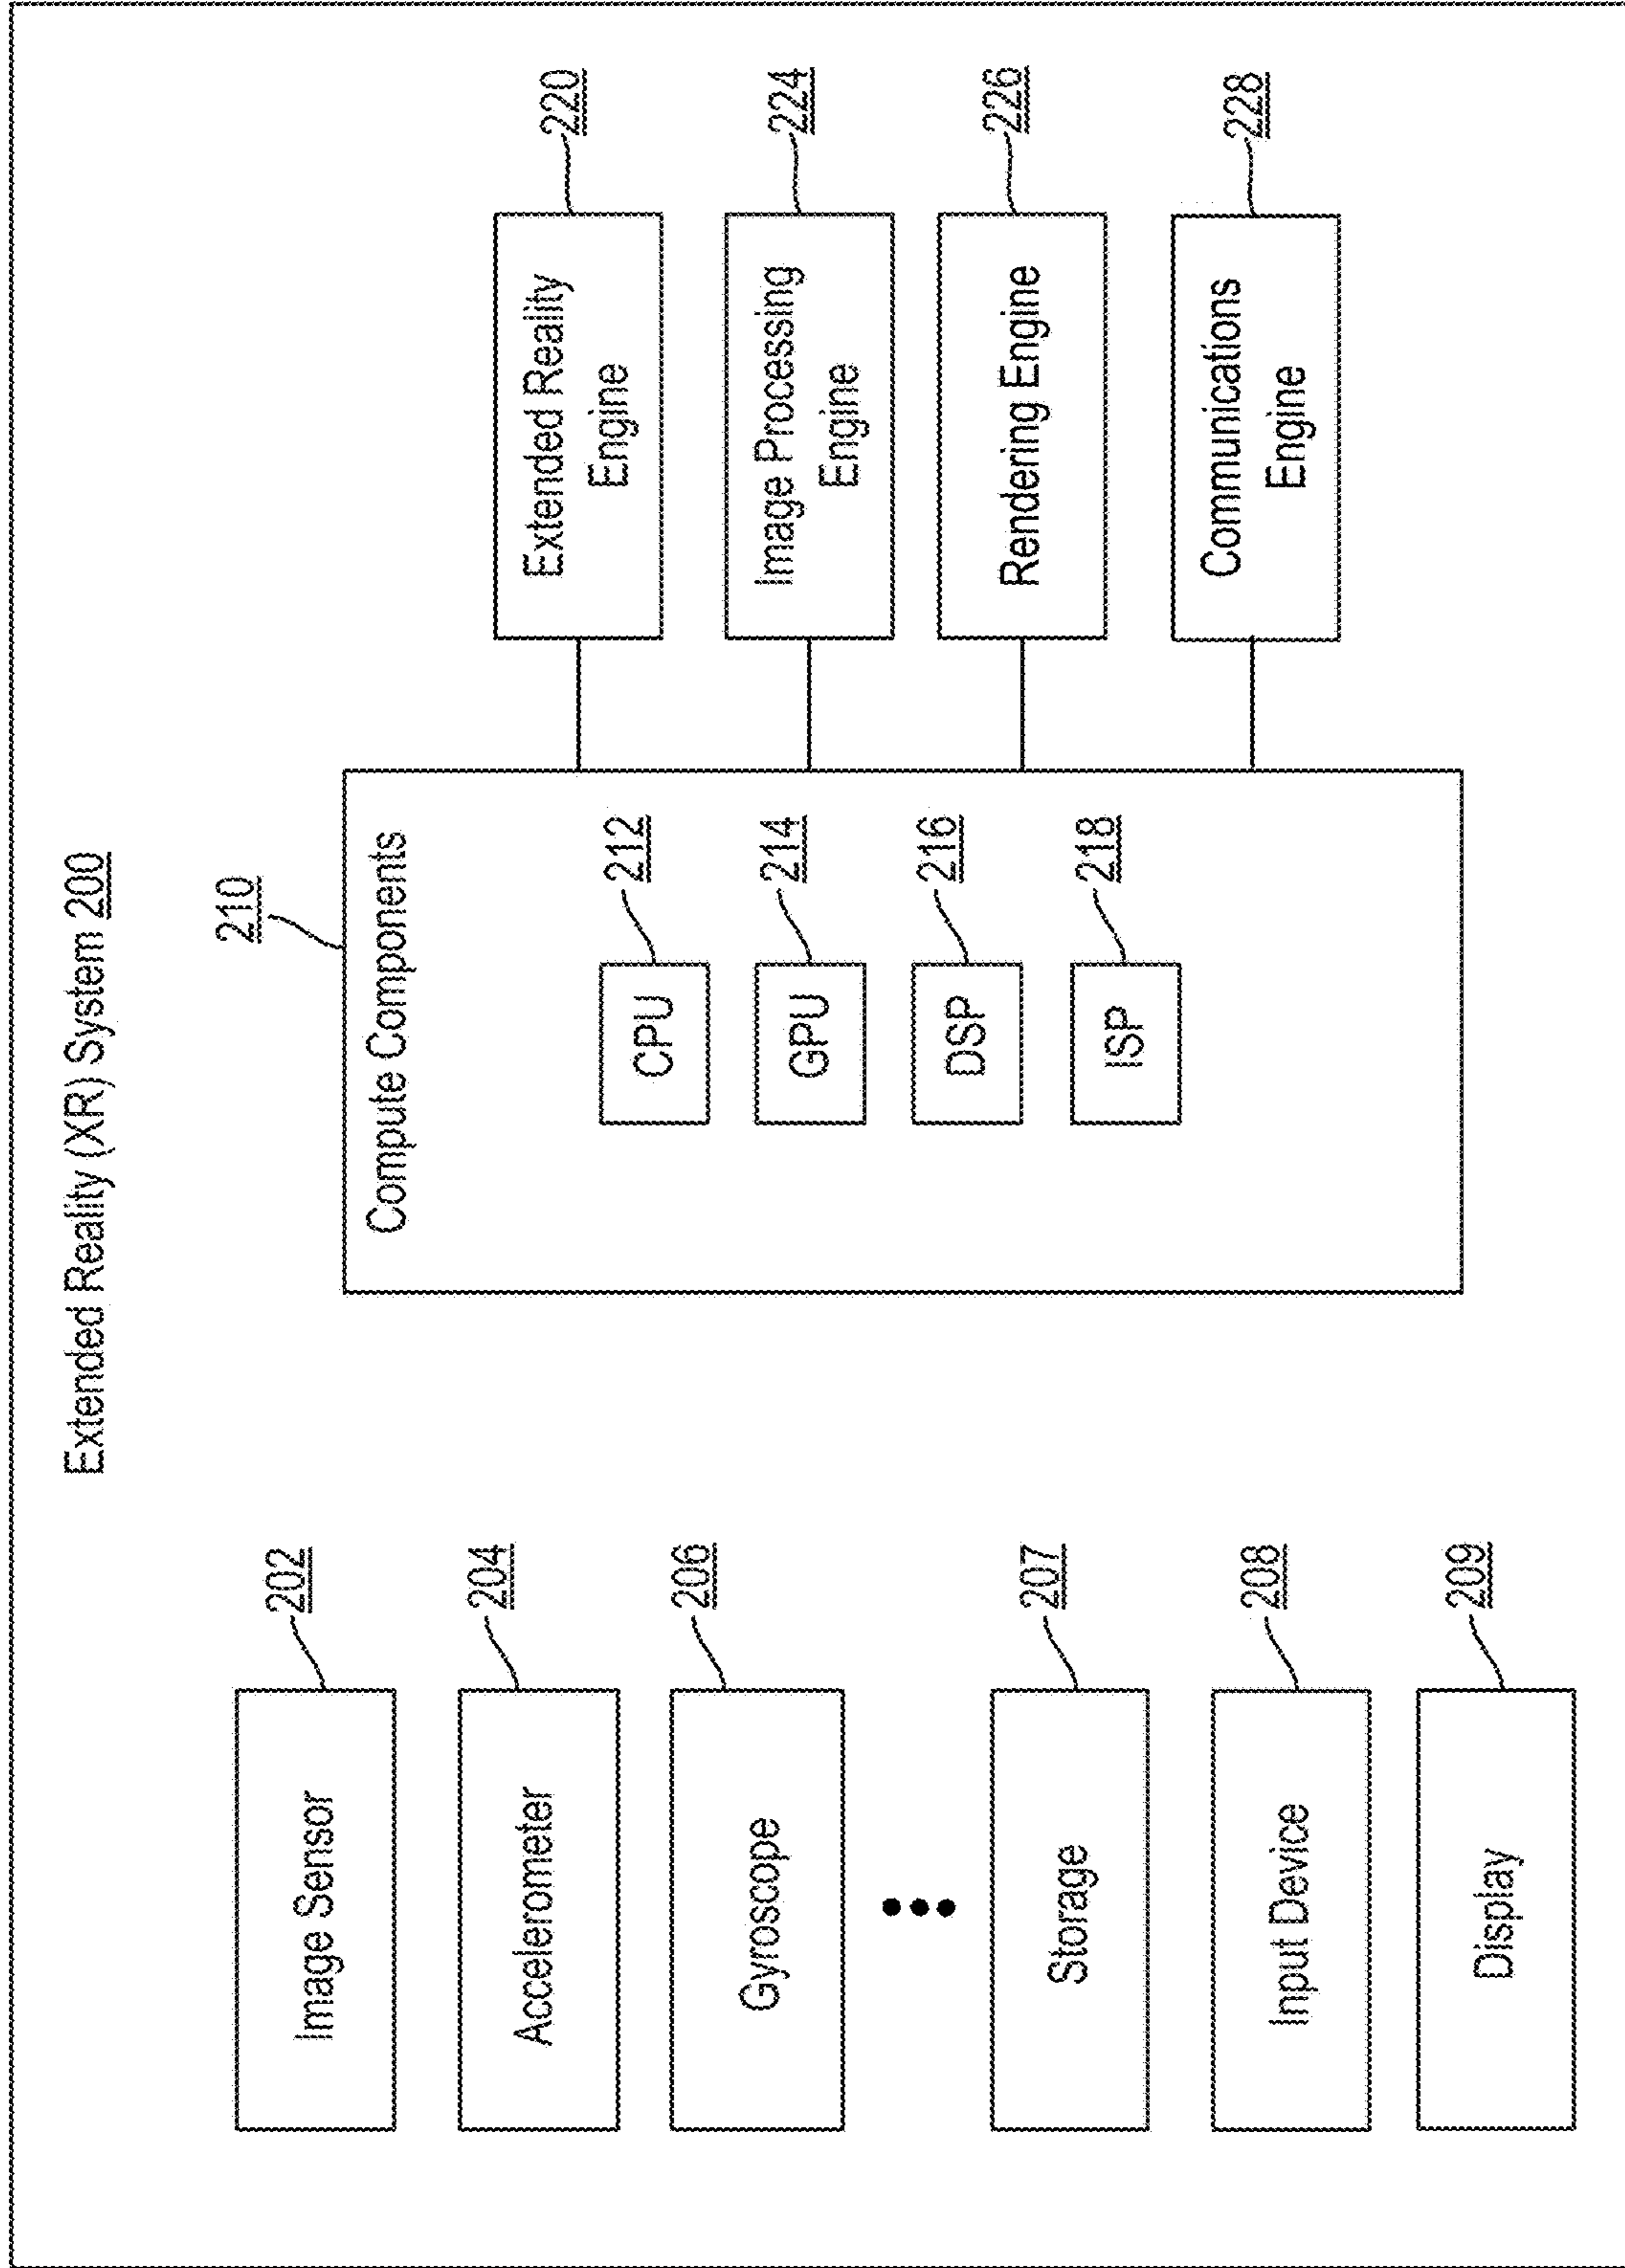 Extended Reality (XR) System 200
Image Sensor
202
Accelerometer
204
Gyroscope
206
Storage
207
Input Device
208
Display
209
210
Compute Components
CPU
212
GPU
214
DSP
216
ISP
218
Extended Reality
Engine
220
Image Processing
Engine
224
Rendering Engine
226
Communications
Engine
228